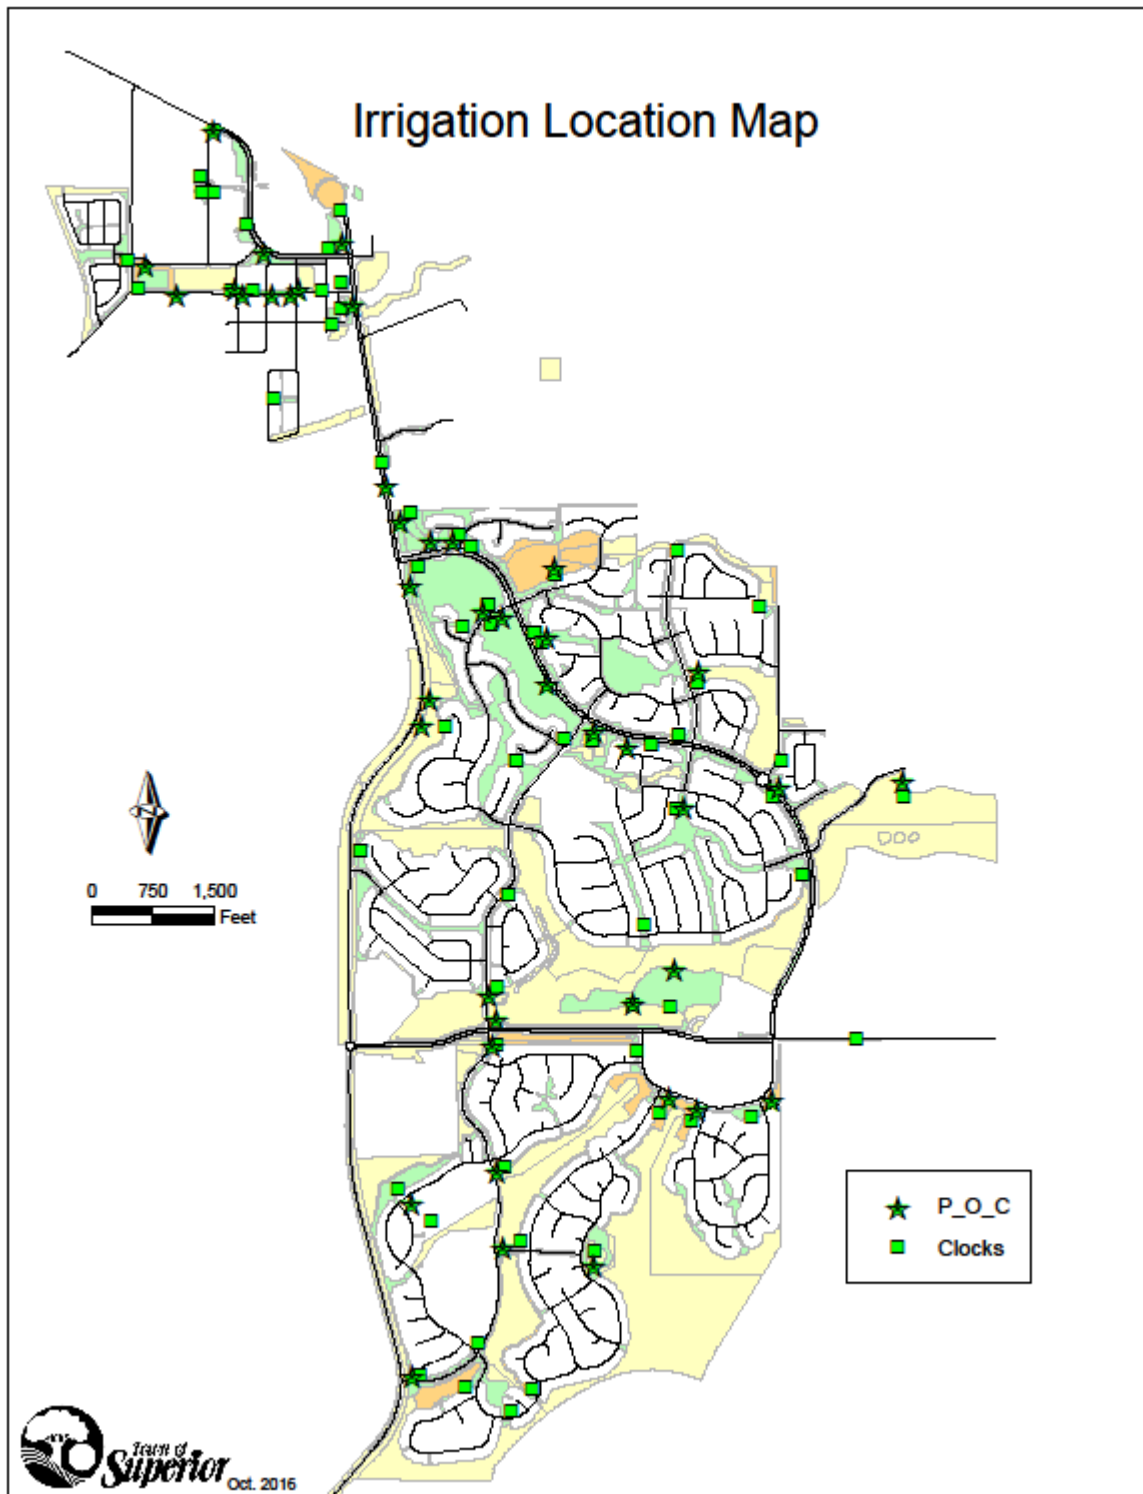 Irrigation Location Map
N
0 750 1,500
Feet
P_O_C
Clocks
Town of
Superior
Oct. 2016